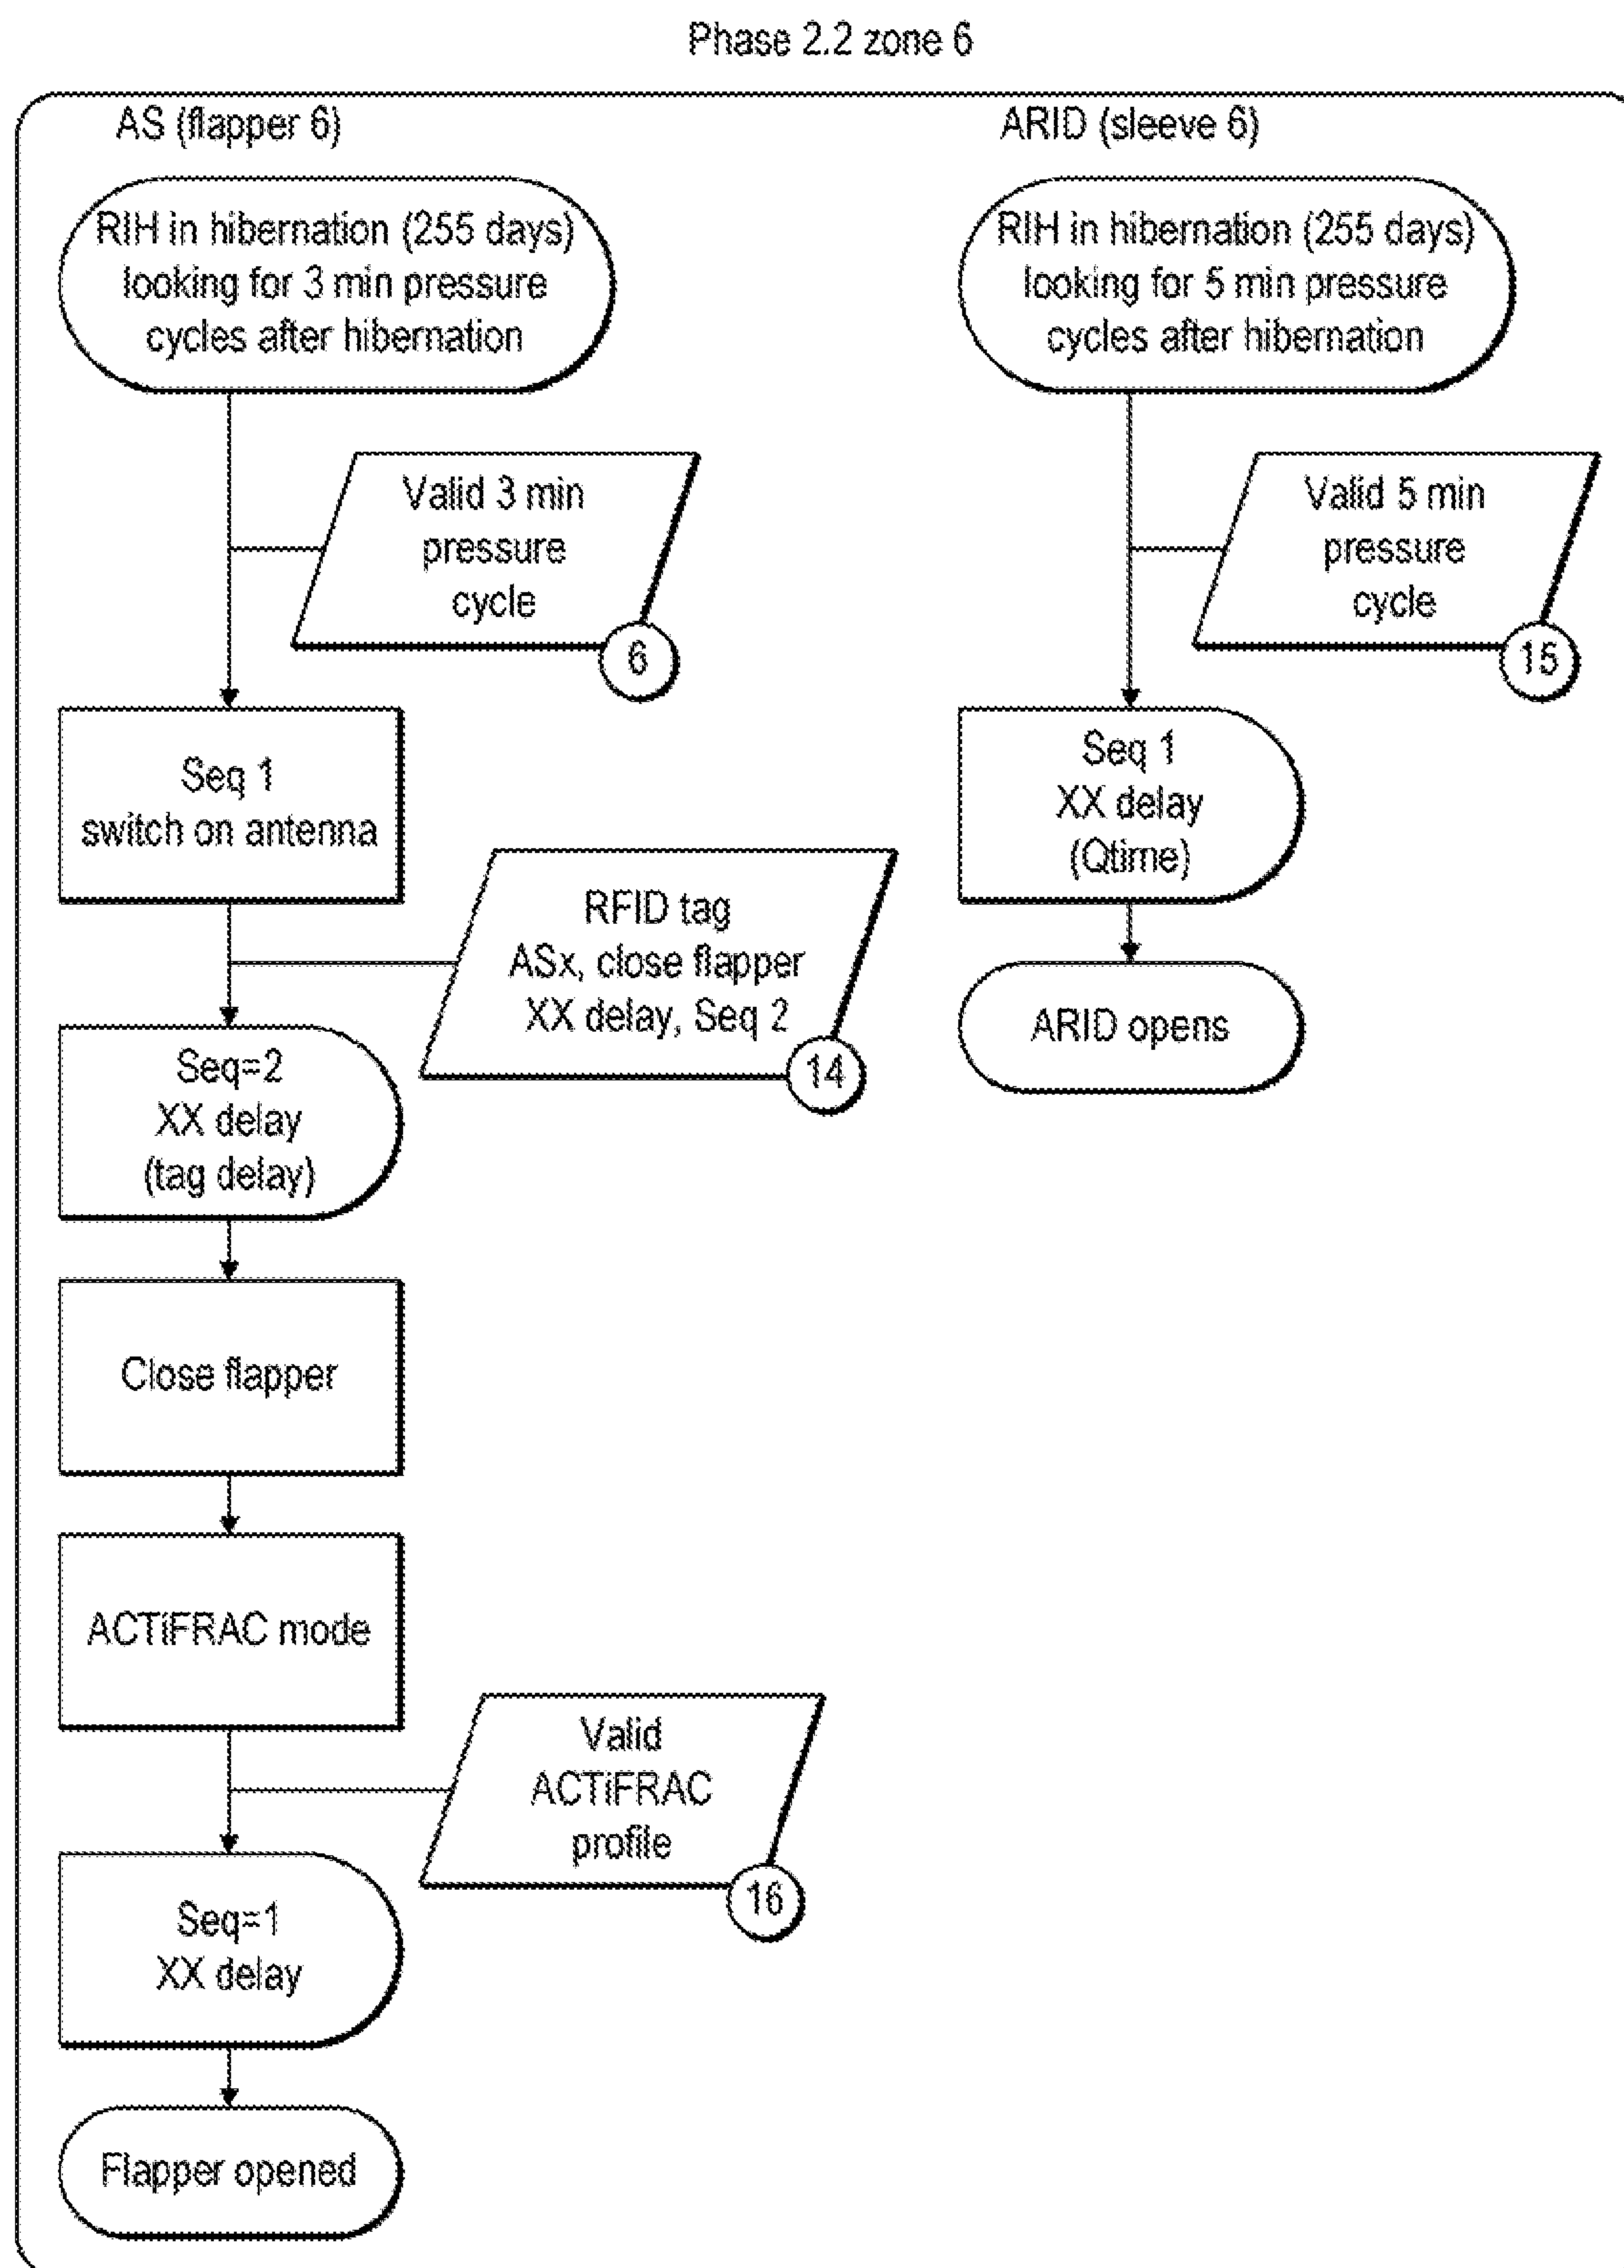 Phase 2.2 zone 6
AS (flapper 6)
RIH in hibernation (255 days)
looking for 3 min pressure
cycles after hibernation
Valid 3 min
pressure
cycle
6
Seq 1
switch on antenna
RFID tag
ASx, close flapper
XX delay, Seq 2
14
Seq=2
XX delay
(tag delay)
Close flapper
ACTiFRAC mode
Valid
ACTiFRAC
profile
16
Seq=1
XX delay
Flapper opened
ARID (sleeve 6)
RIH in hibernation (255 days)
looking for 5 min pressure
cycles after hibernation
Valid 5 min
pressure
cycle
15
Seq 1
XX delay
(Qtime)
ARID opens